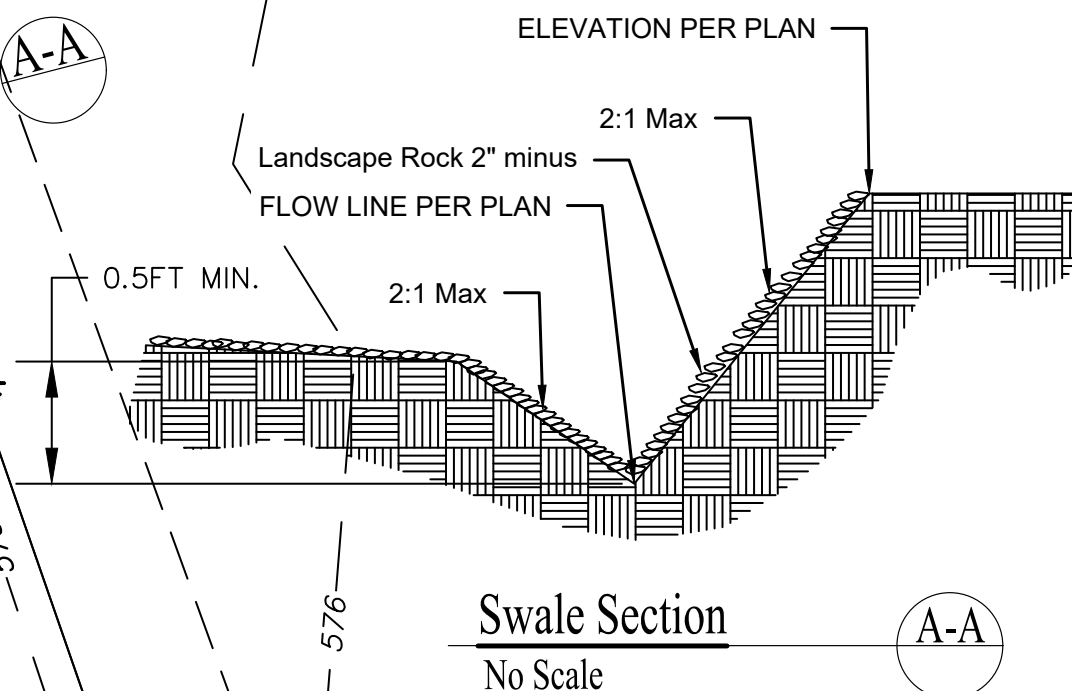 A-A
ELEVATION PER PLAN
2:1 Max
Landscape Rock 2" minus
FLOW LINE PER PLAN
0.5FT MIN.
2:1 Max
576
Swale Section
A-A
No Scale